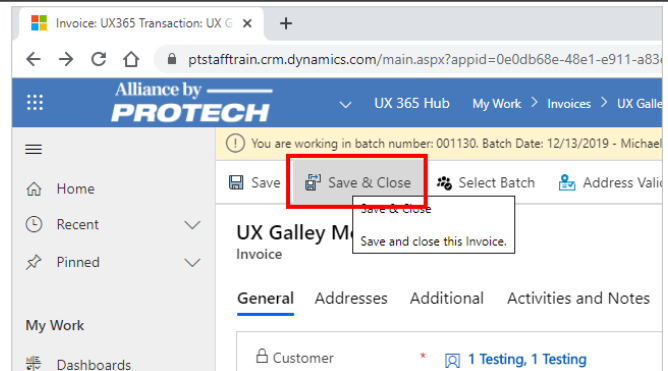 Invoice: UX365 Transaction: UX G
ptstafftrain.crm.dynamics.com/main.aspx?appid=0e0db68e-48e1-e911-a83
Alliance by
PROTECH
UX 365 Hub My Work > Invoices > UX Galle
You are working in batch number: 001130. Batch Date: 12/13/2019 - Michael
Save Save & Close Select Batch Address Valid
Save & Close
Save and close this Invoice.
Home
Recent
Pinned
UX Galley M
Invoice
General Addresses Additional Activities and Notes
My Work
Customer * 1 Testing, 1 Testing
Dashboards